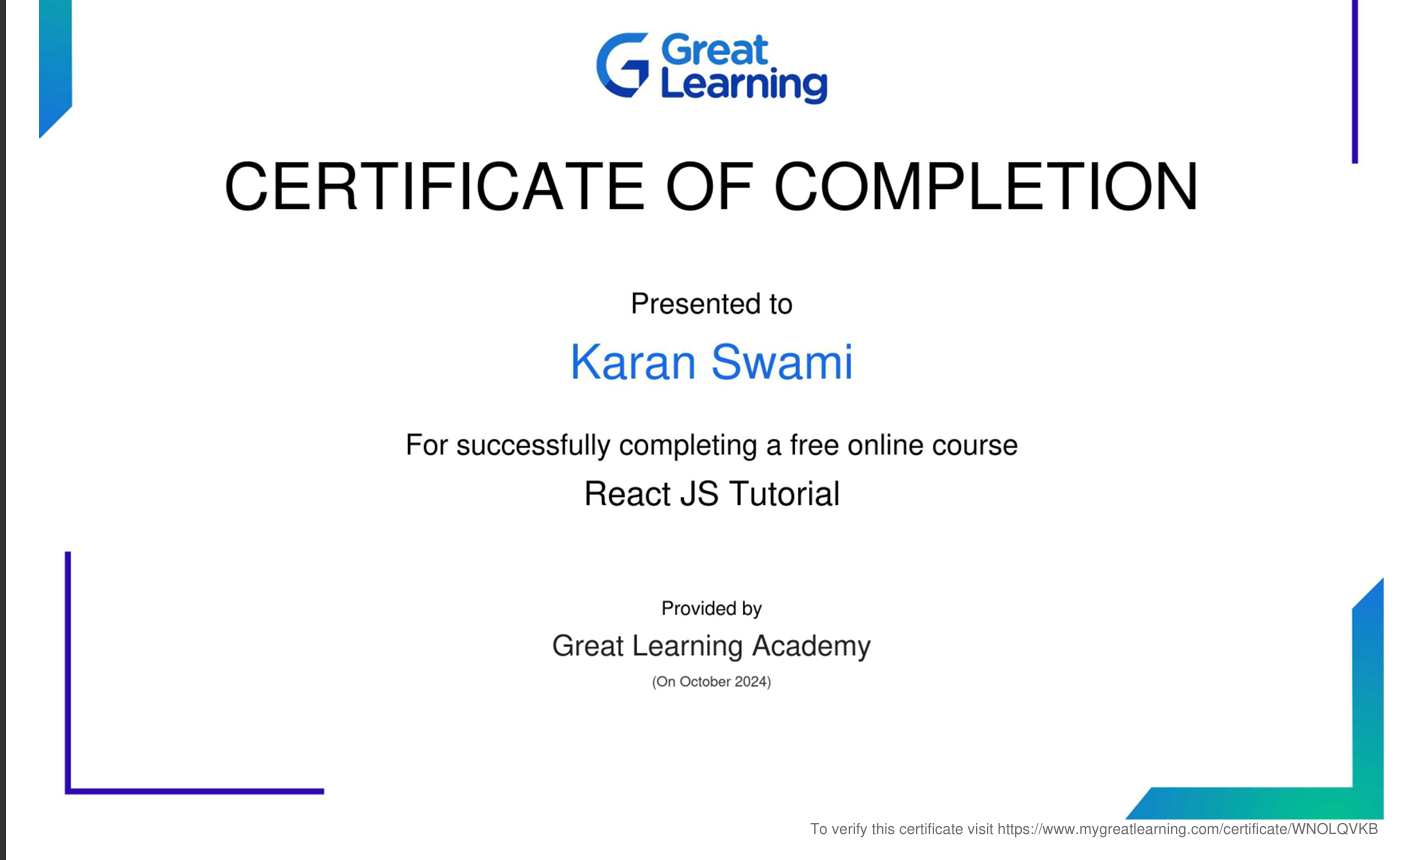 Great
Learning
CERTIFICATE OF COMPLETION
Presented to
Karan Swami
For successfully completing a free online course
React JS Tutorial
Provided by
Great Learning Academy
(On October 2024)
To verify this certificate visit https://www.mygreatlearning.com/certificate/WNOLQVKB